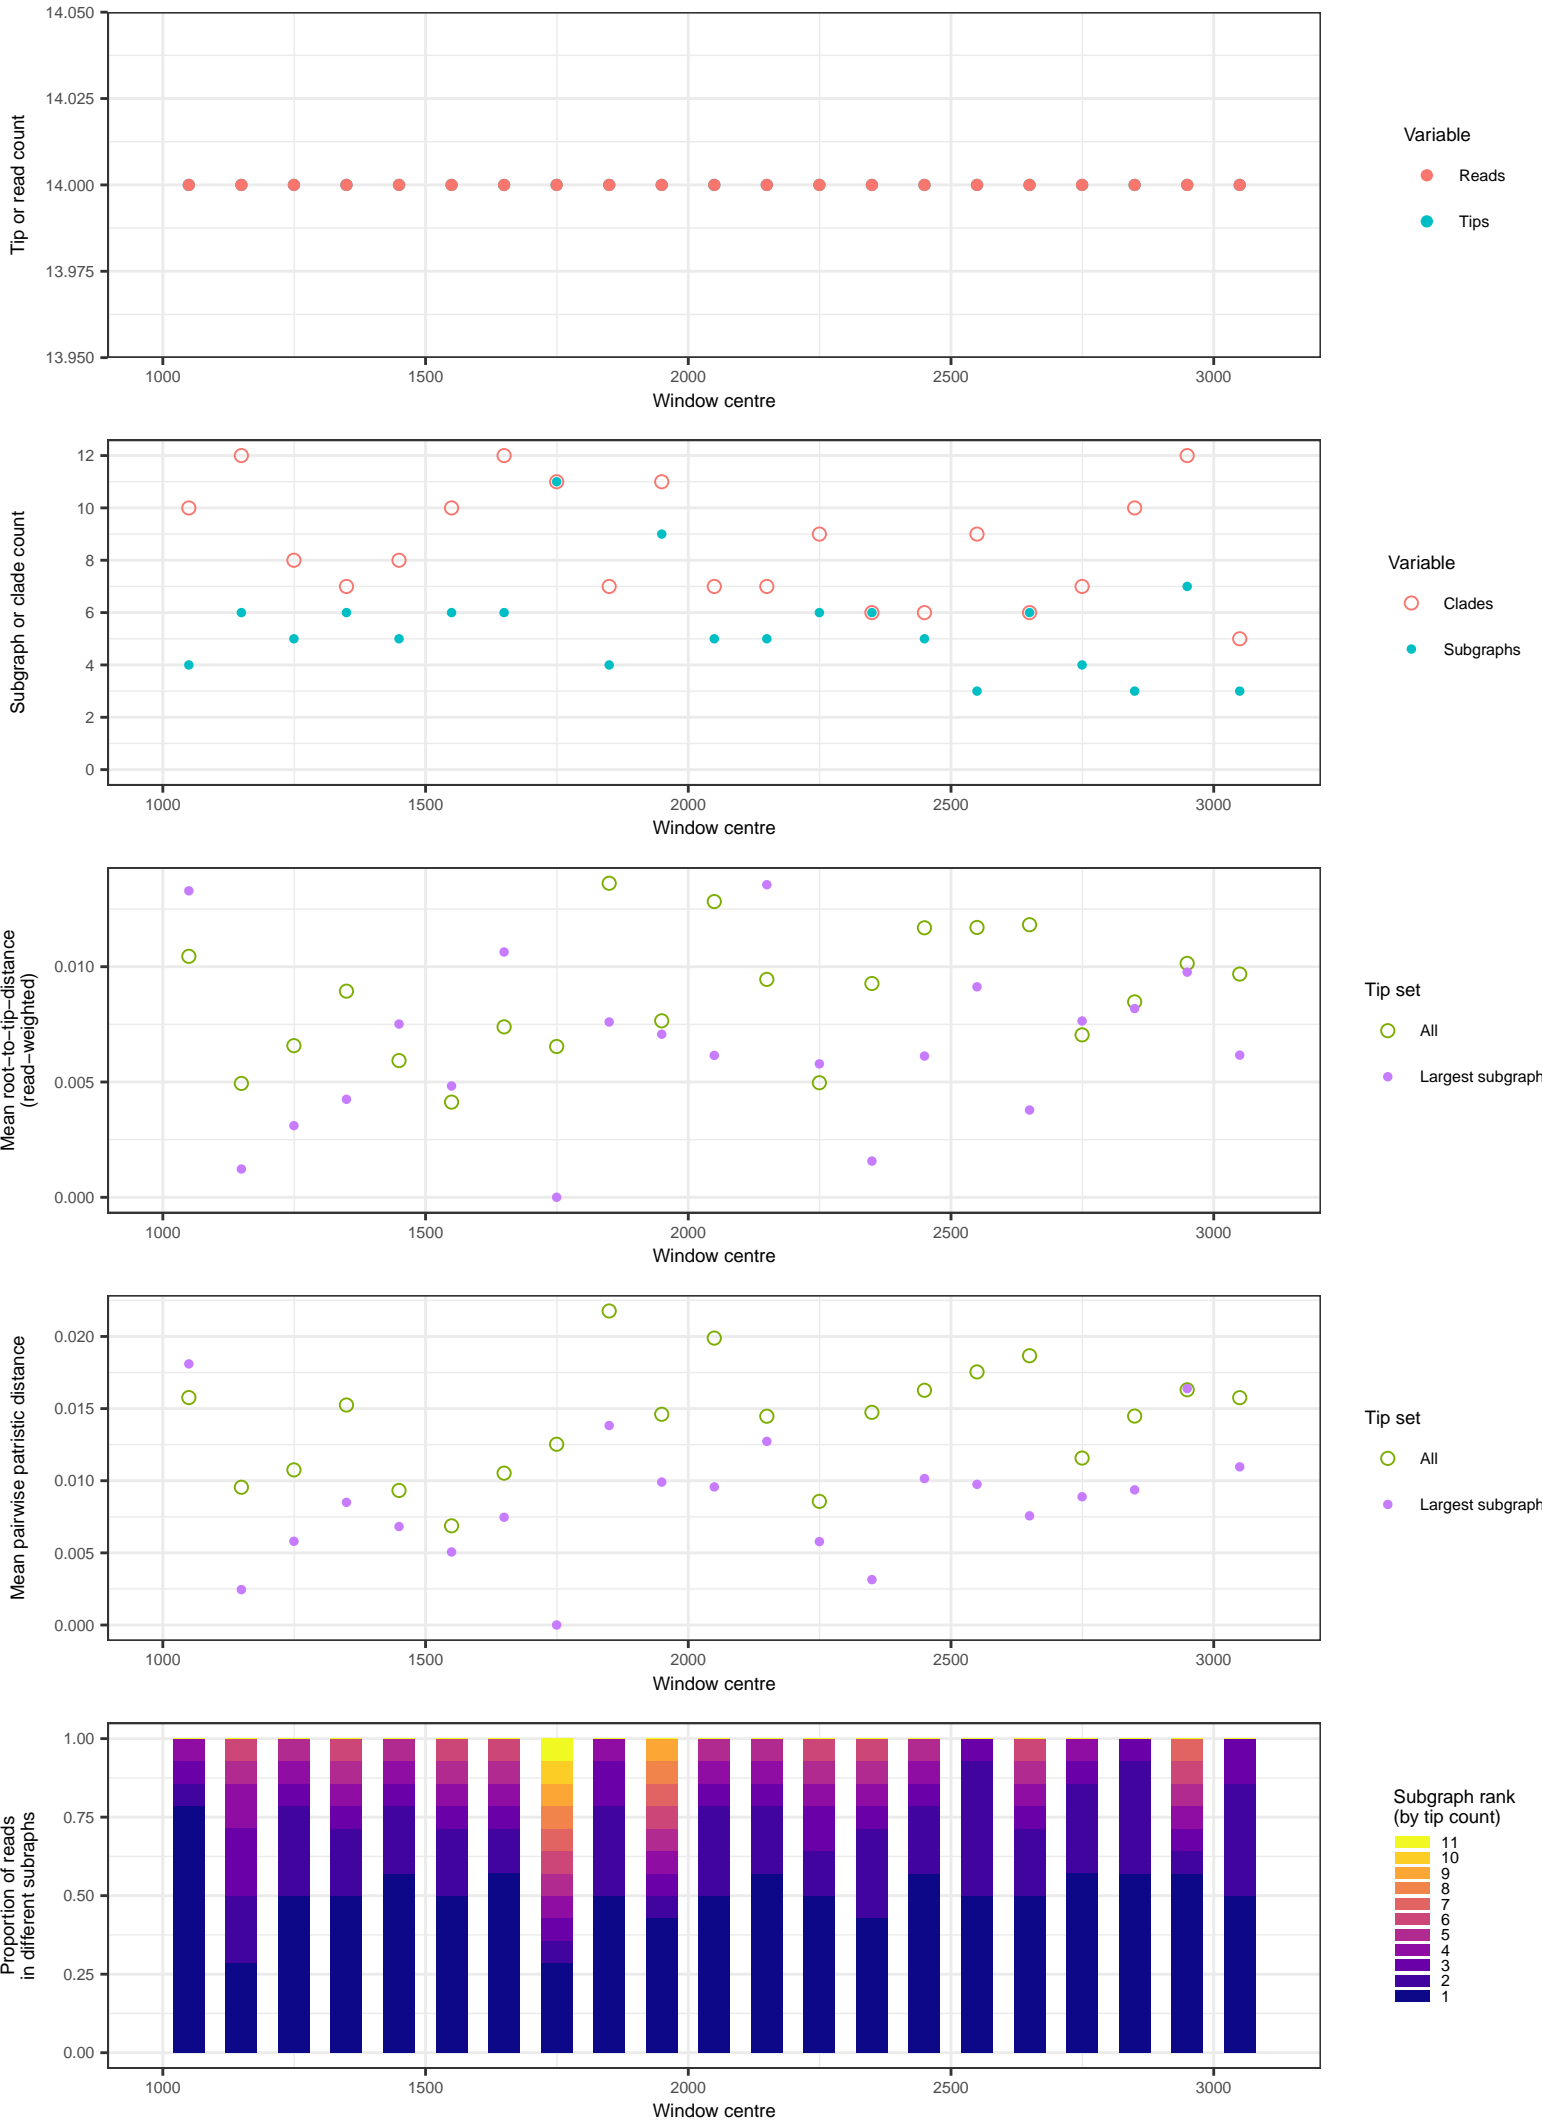 14.050
14.025
14.000
13.975
13.950
Tip or read count
1000 1500 2000 2500 3000
Window centre
Variable
Reads
Tips
12
10
8
6
4
2
0
Subgraph or clade count
1000 1500 2000 2500 3000
Window centre
Variable
Clades
Subgraphs
0.010
0.005
0.000
Mean root−to−tip−distance
(read−weighted)
1000 1500 2000 2500 3000
Window centre
Tip set
All
Largest subgraph
0.020
0.015
0.010
0.005
0.000
Mean pairwise patristic distance
1000 1500 2000 2500 3000
Window centre
Tip set
All
Largest subgraph
1.00
0.75
0.50
0.25
0.00
Proportion of reads
in different subraphs
1000 1500 2000 2500 3000
Window centre
Subgraph rank
(by tip count)
11
10
9
8
7
6
5
4
3
2
1